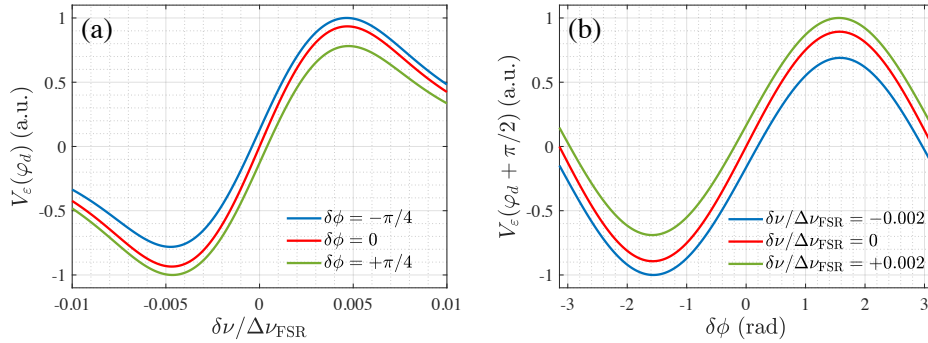 (a)
V_ε(φ_d) (a.u.)
1
0.5
0
-0.5
-1
δϕ = −π/4
δϕ = 0
δϕ = +π/4
-0.01
-0.005
0
0.005
0.01
δν/Δν_FSR
(b)
V_ε(φ_d + π/2) (a.u.)
1
0.5
0
-0.5
-1
δν/Δν_FSR = −0.002
δν/Δν_FSR = 0
δν/Δν_FSR = +0.002
-3
-2
-1
0
1
2
3
δϕ (rad)